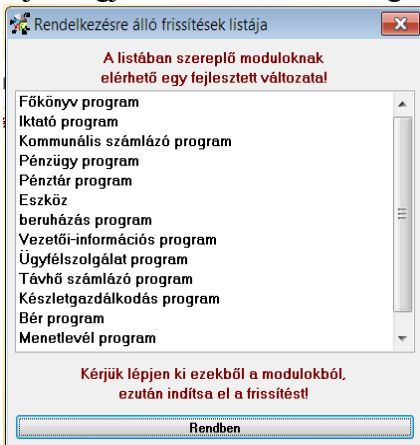 Rendelkezésre álló frissítések listája
A listában szereplő moduloknak
elérhető egy fejlesztett változata!
Főkönyv program
Iktató program
Kommunális számlázó program
Pénzügy program
Pénztár program
Eszköz
beruházás program
Vezetői-információs program
Ügyfélszolgálat program
Távhő számlázó program
Készletgazdálkodás program
Bér program
Menetlevél program
Kérjük lépjen ki ezekből a modulokból,
ezután indítsa el a frissítést!
Rendben